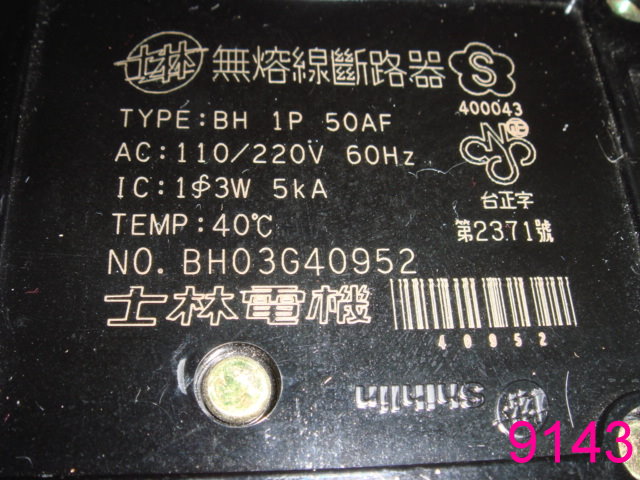 士林 無熔線斷路器 S
400043
TYPE:BH 1P 50AF
AC:110/220V 60Hz
IC:1∮3W 5kA
TEMP:40℃
正
台正字
第2371號
NO. BH03G40952
士林電機
40952
Shihlin
9143